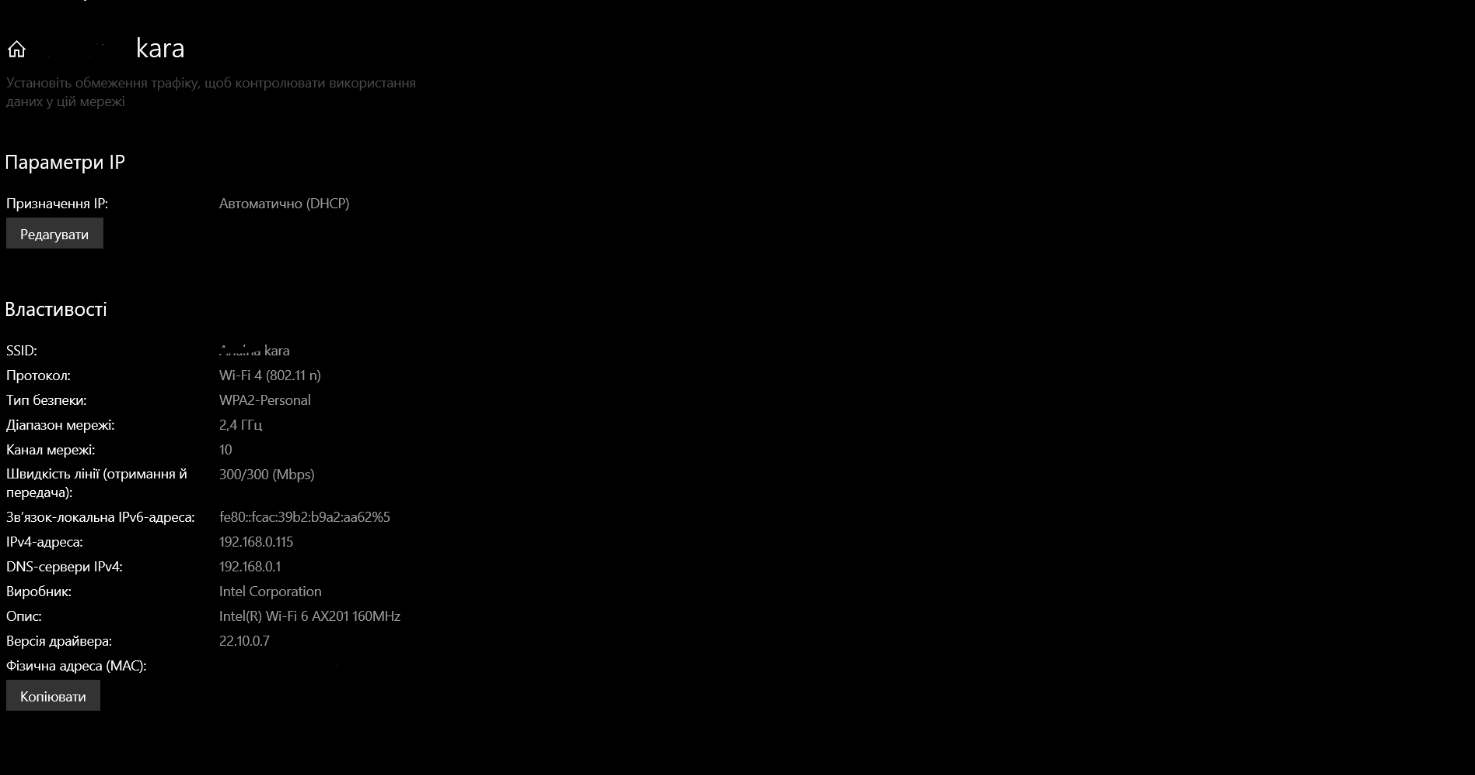 kara
Установіть обмеження трафіку, щоб контролювати використання
даних у цій мережі
Параметри IP
Призначення IP: Автоматично (DHCP)
Редагувати
Властивості
SSID: kara
Протокол: Wi-Fi 4 (802.11 n)
Тип безпеки: WPA2-Personal
Діапазон мережі: 2,4 ГГц
Канал мережі: 10
Швидкість лінії (отримання й 300/300 (Mbps)
передача):
Зв'язок-локальна IPv6-адреса: fe80::fcac:39b2:b9a2:aa62%5
IPv4-адреса: 192.168.0.115
DNS-сервери IPv4: 192.168.0.1
Виробник: Intel Corporation
Опис: Intel(R) Wi-Fi 6 AX201 160MHz
Версія драйвера: 22.10.0.7
Фізична адреса (MAC):
Копіювати